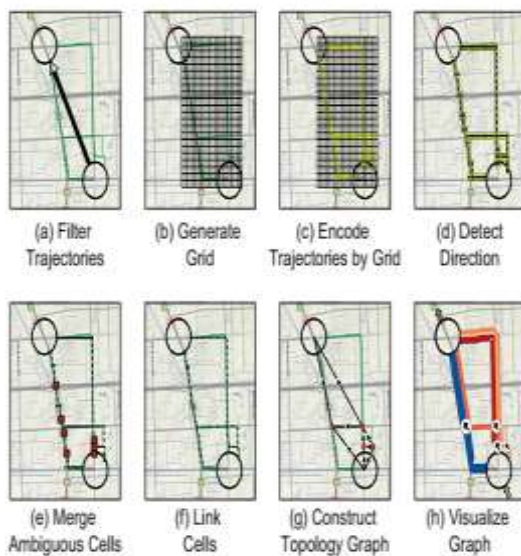 (a) Filter
Trajectories
(b) Generate
Grid
(c) Encode
Trajectories by Grid
(d) Detect
Direction
(e) Merge
Ambiguous Cells
(f) Link
Cells
(g) Construct
Topology Graph
(h) Visualize
Graph